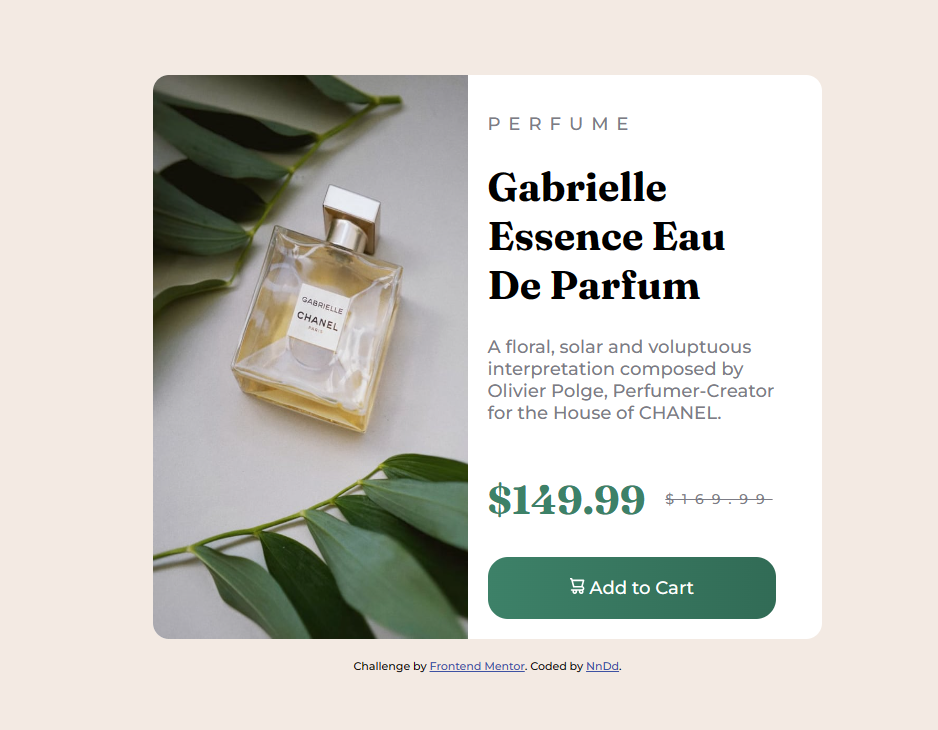 PERFUME
Gabrielle
Essence Eau
De Parfum
A floral, solar and voluptuous
interpretation composed by
Olivier Polge, Perfumer-Creator
for the House of CHANEL.
$149.99 $169.99
Add to Cart
GABRIELLE
CHANEL
PARIS
Challenge by Frontend Mentor. Coded by NnDd.